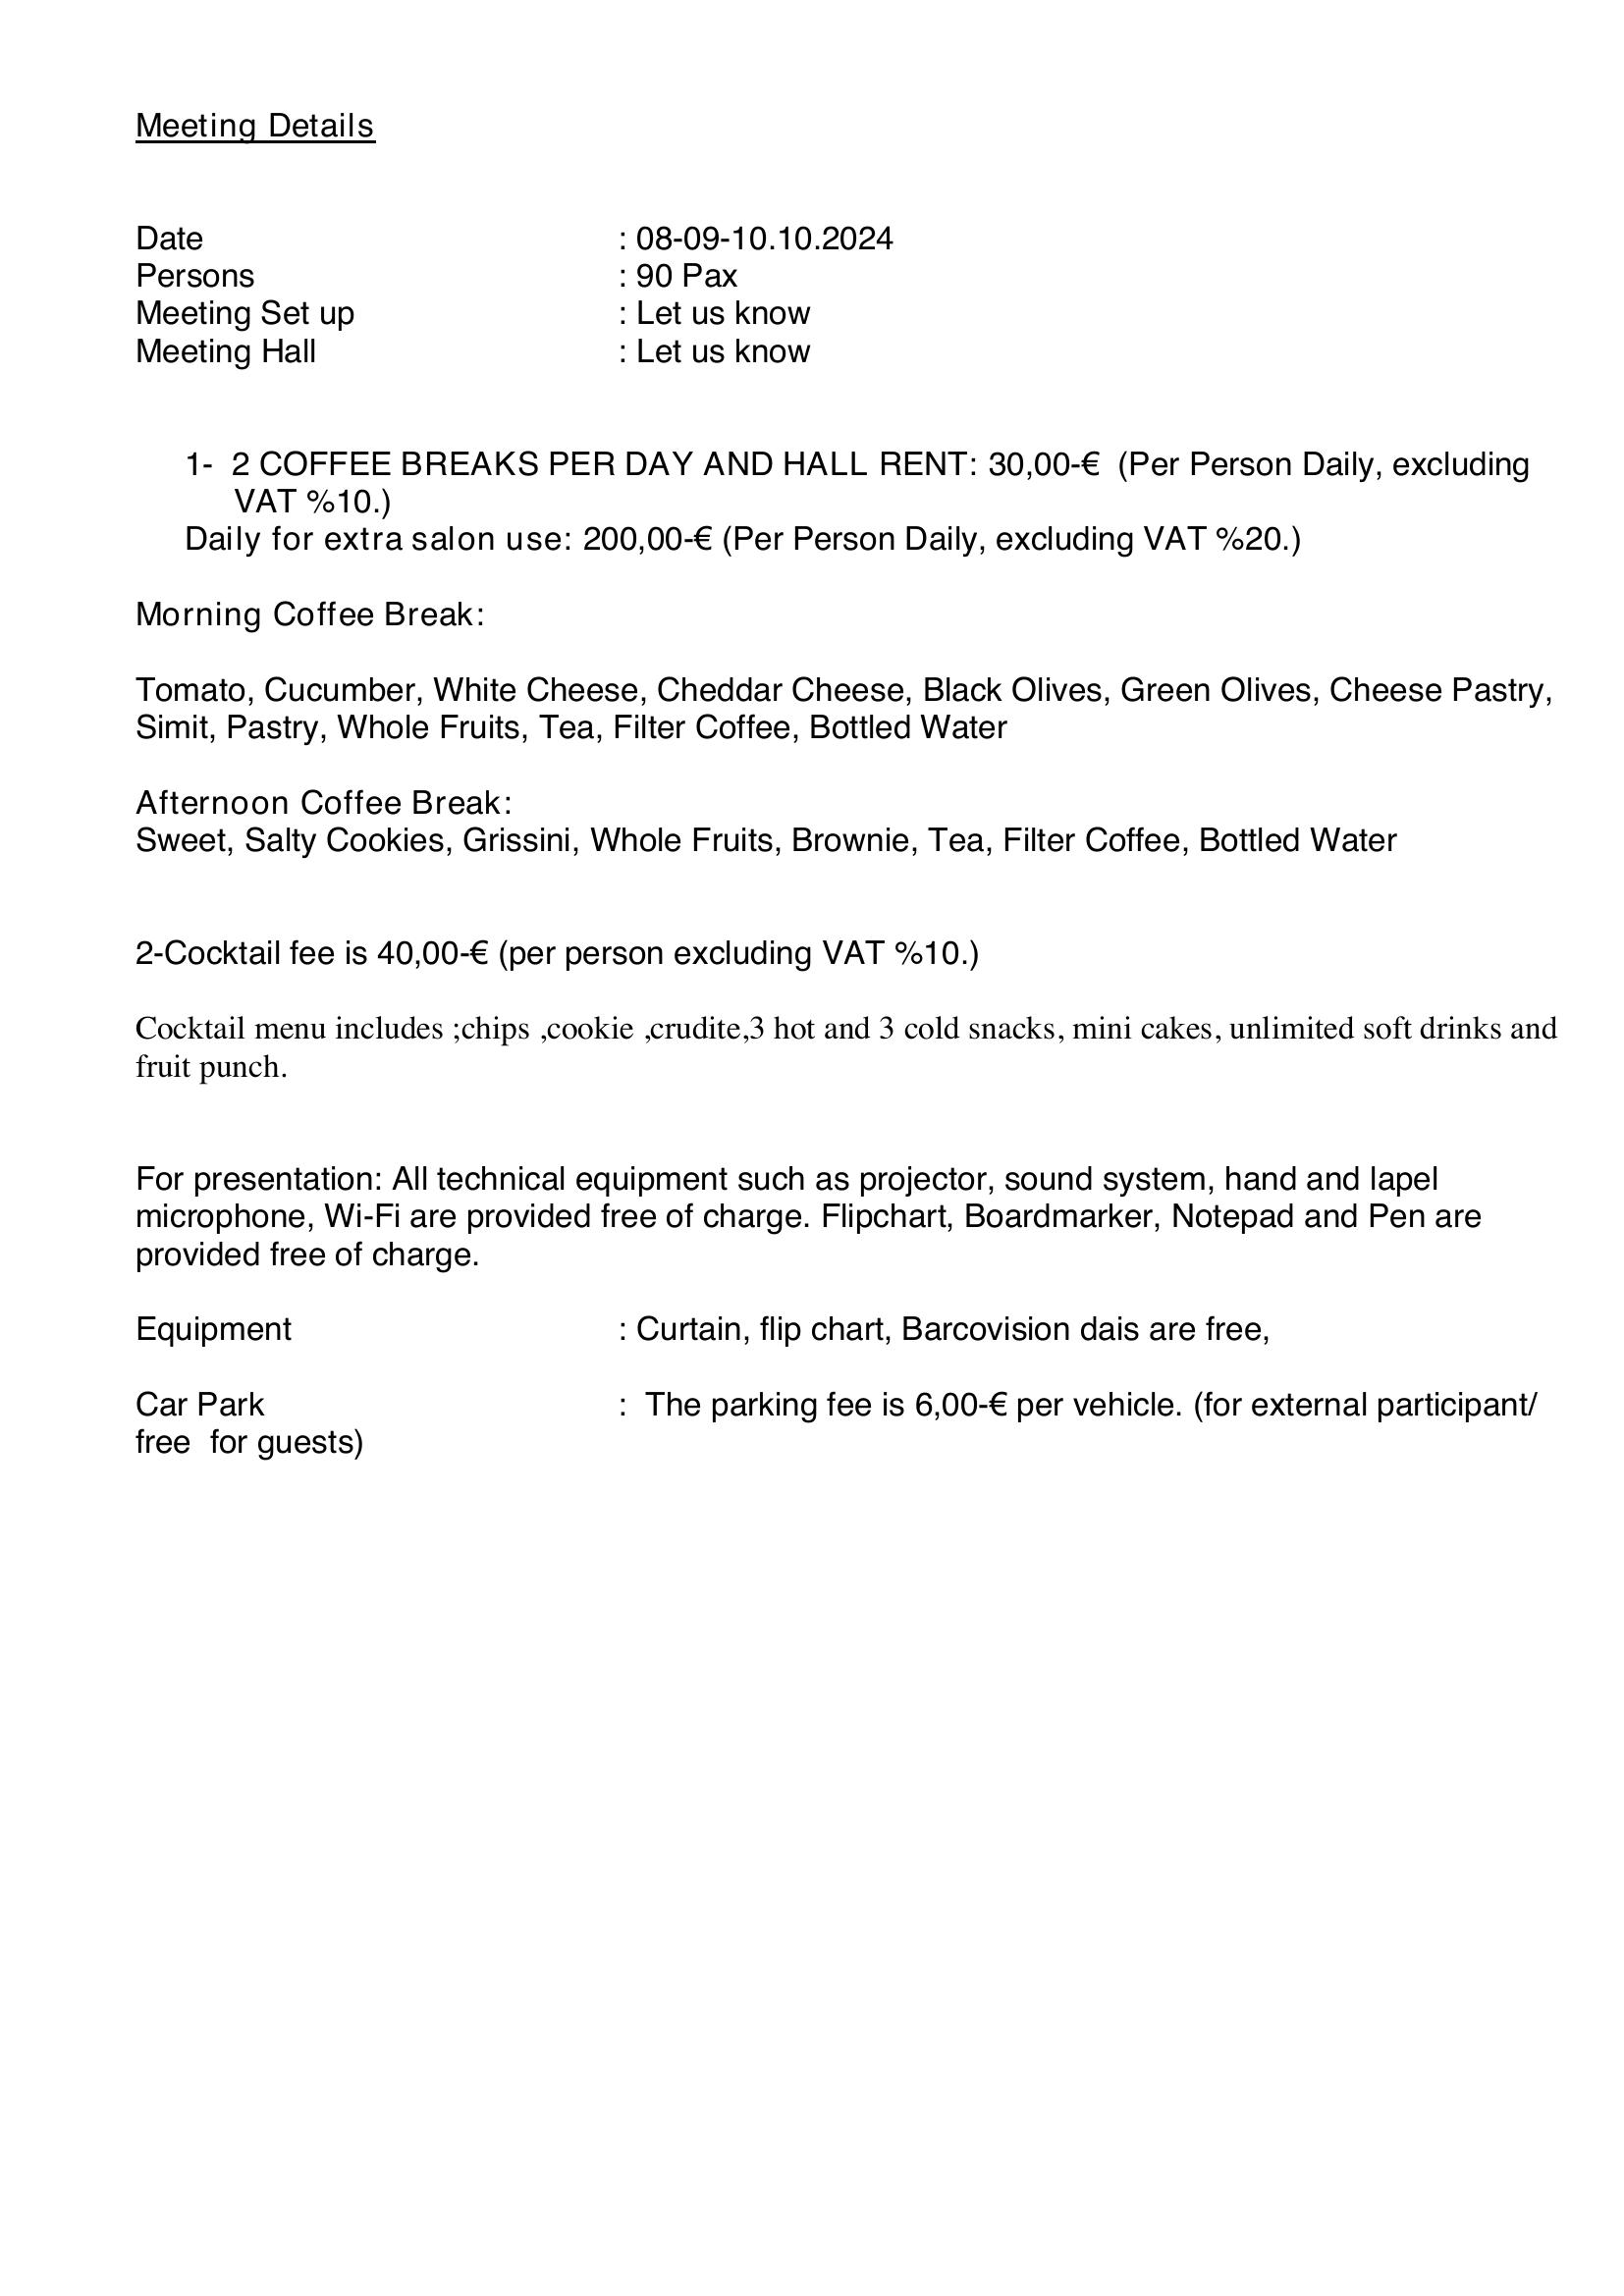 Meeting Details
Date : 08-09-10.10.2024
Persons : 90 Pax
Meeting Set up : Let us know
Meeting Hall : Let us know
1- 2 COFFEE BREAKS PER DAY AND HALL RENT: 30,00-€ (Per Person Daily, excluding
VAT %10.)
Daily for extra salon use: 200,00-€ (Per Person Daily, excluding VAT %20.)
Morning Coffee Break:
Tomato, Cucumber, White Cheese, Cheddar Cheese, Black Olives, Green Olives, Cheese Pastry,
Simit, Pastry, Whole Fruits, Tea, Filter Coffee, Bottled Water
Afternoon Coffee Break:
Sweet, Salty Cookies, Grissini, Whole Fruits, Brownie, Tea, Filter Coffee, Bottled Water
2-Cocktail fee is 40,00-€ (per person excluding VAT %10.)
Cocktail menu includes ;chips ,cookie ,crudite,3 hot and 3 cold snacks, mini cakes, unlimited soft drinks and
fruit punch.
For presentation: All technical equipment such as projector, sound system, hand and lapel
microphone, Wi-Fi are provided free of charge. Flipchart, Boardmarker, Notepad and Pen are
provided free of charge.
Equipment : Curtain, flip chart, Barcovision dais are free,
Car Park : The parking fee is 6,00-€ per vehicle. (for external participant/
free for guests)